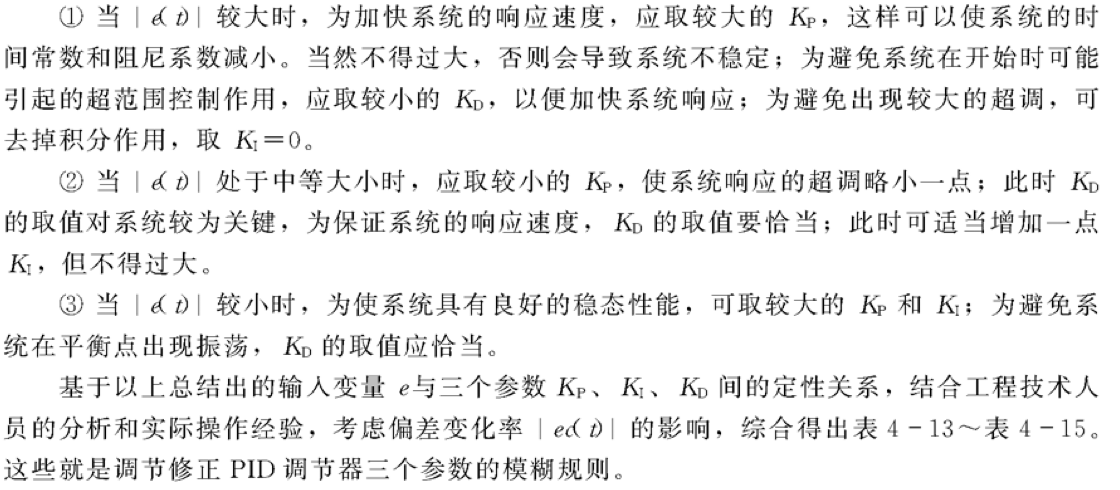 ① 当 | e(t)| 较大时，为加快系统的响应速度，应取较大的 KP，这样可以使系统的时
间常数和阻尼系数减小。当然不得过大，否则会导致系统不稳定；为避免系统在开始时可能
引起的超范围控制作用，应取较小的 KD，以便加快系统响应；为避免出现较大的超调，可
去掉积分作用，取 KI＝0。
② 当 | e(t)| 处于中等大小时，应取较小的 KP，使系统响应的超调略小一点；此时 KD
的取值对系统较为关键，为保证系统的响应速度，KD 的取值要恰当；此时可适当增加一点
KI，但不得过大。
③ 当 | e(t)| 较小时，为使系统具有良好的稳态性能，可取较大的 KP 和 KI；为避免系
统在平衡点出现振荡，KD 的取值应恰当。
基于以上总结出的输入变量 e与三个参数 KP、KI、KD 间的定性关系，结合工程技术人
员的分析和实际操作经验，考虑偏差变化率 | ec(t)| 的影响，综合得出表 4－13～表 4－15。
这些就是调节修正 PID 调节器三个参数的模糊规则。